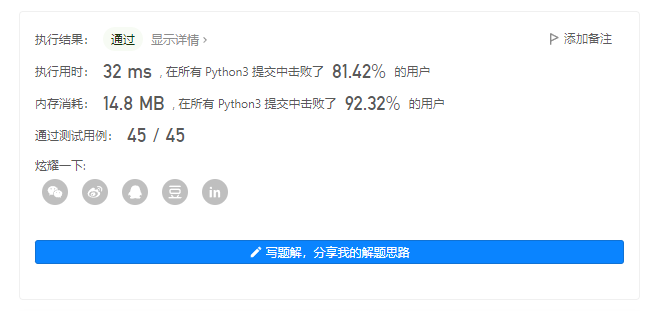 执行结果： 通过 显示详情 › 添加备注
执行用时： 32 ms , 在所有 Python3 提交中击败了 81.42% 的用户
内存消耗： 14.8 MB , 在所有 Python3 提交中击败了 92.32% 的用户
通过测试用例： 45 / 45
炫耀一下:
豆 in
写题解，分享我的解题思路